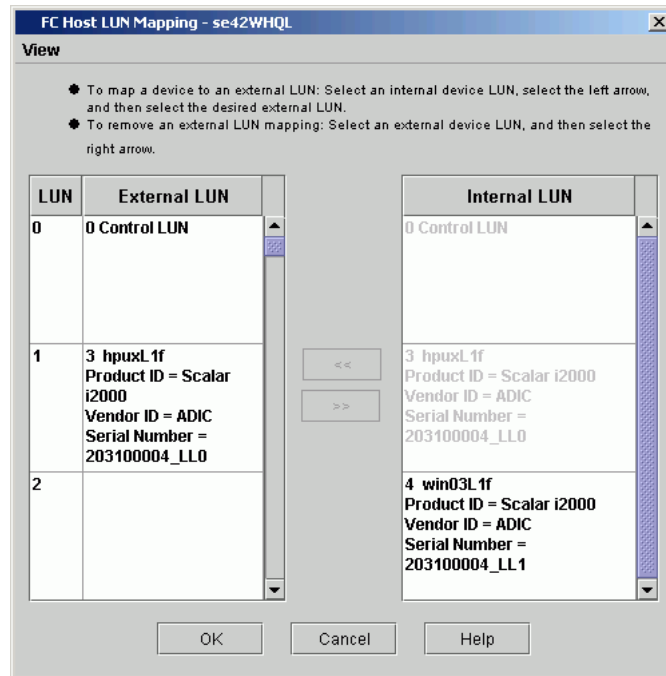 FC Host LUN Mapping - se42WHQL
View
● To map a device to an external LUN: Select an internal device LUN, select the left arrow,
and then select the desired external LUN.
● To remove an external LUN mapping: Select an external device LUN, and then select the
right arrow.
LUN External LUN
0 0 Control LUN
1 3 hpuxL1f
Product ID = Scalar
i2000
Vendor ID = ADIC
Serial Number =
203100004_LL0
2
<<
>>
Internal LUN
0 Control LUN
3 hpuxL1f
Product ID = Scalar i2000
Vendor ID = ADIC
Serial Number =
203100004_LL0
4 win03L1f
Product ID = Scalar i2000
Vendor ID = ADIC
Serial Number =
203100004_LL1
OK Cancel Help